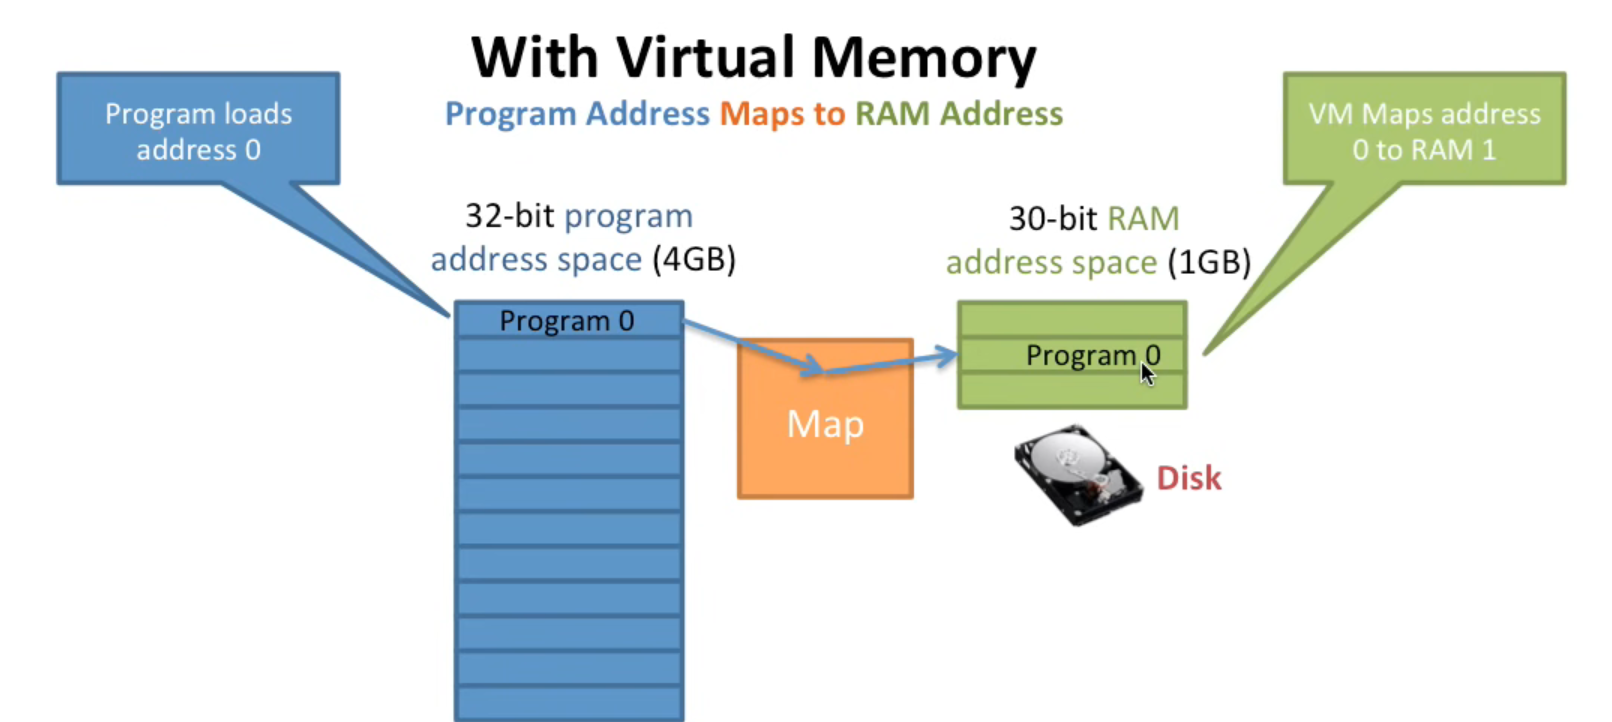 With Virtual Memory
Program Address Maps to RAM Address
Program loads
address 0
VM Maps address
0 to RAM 1
32-bit program
address space (4GB)
30-bit RAM
address space (1GB)
Program 0
Program 0
Map
Disk